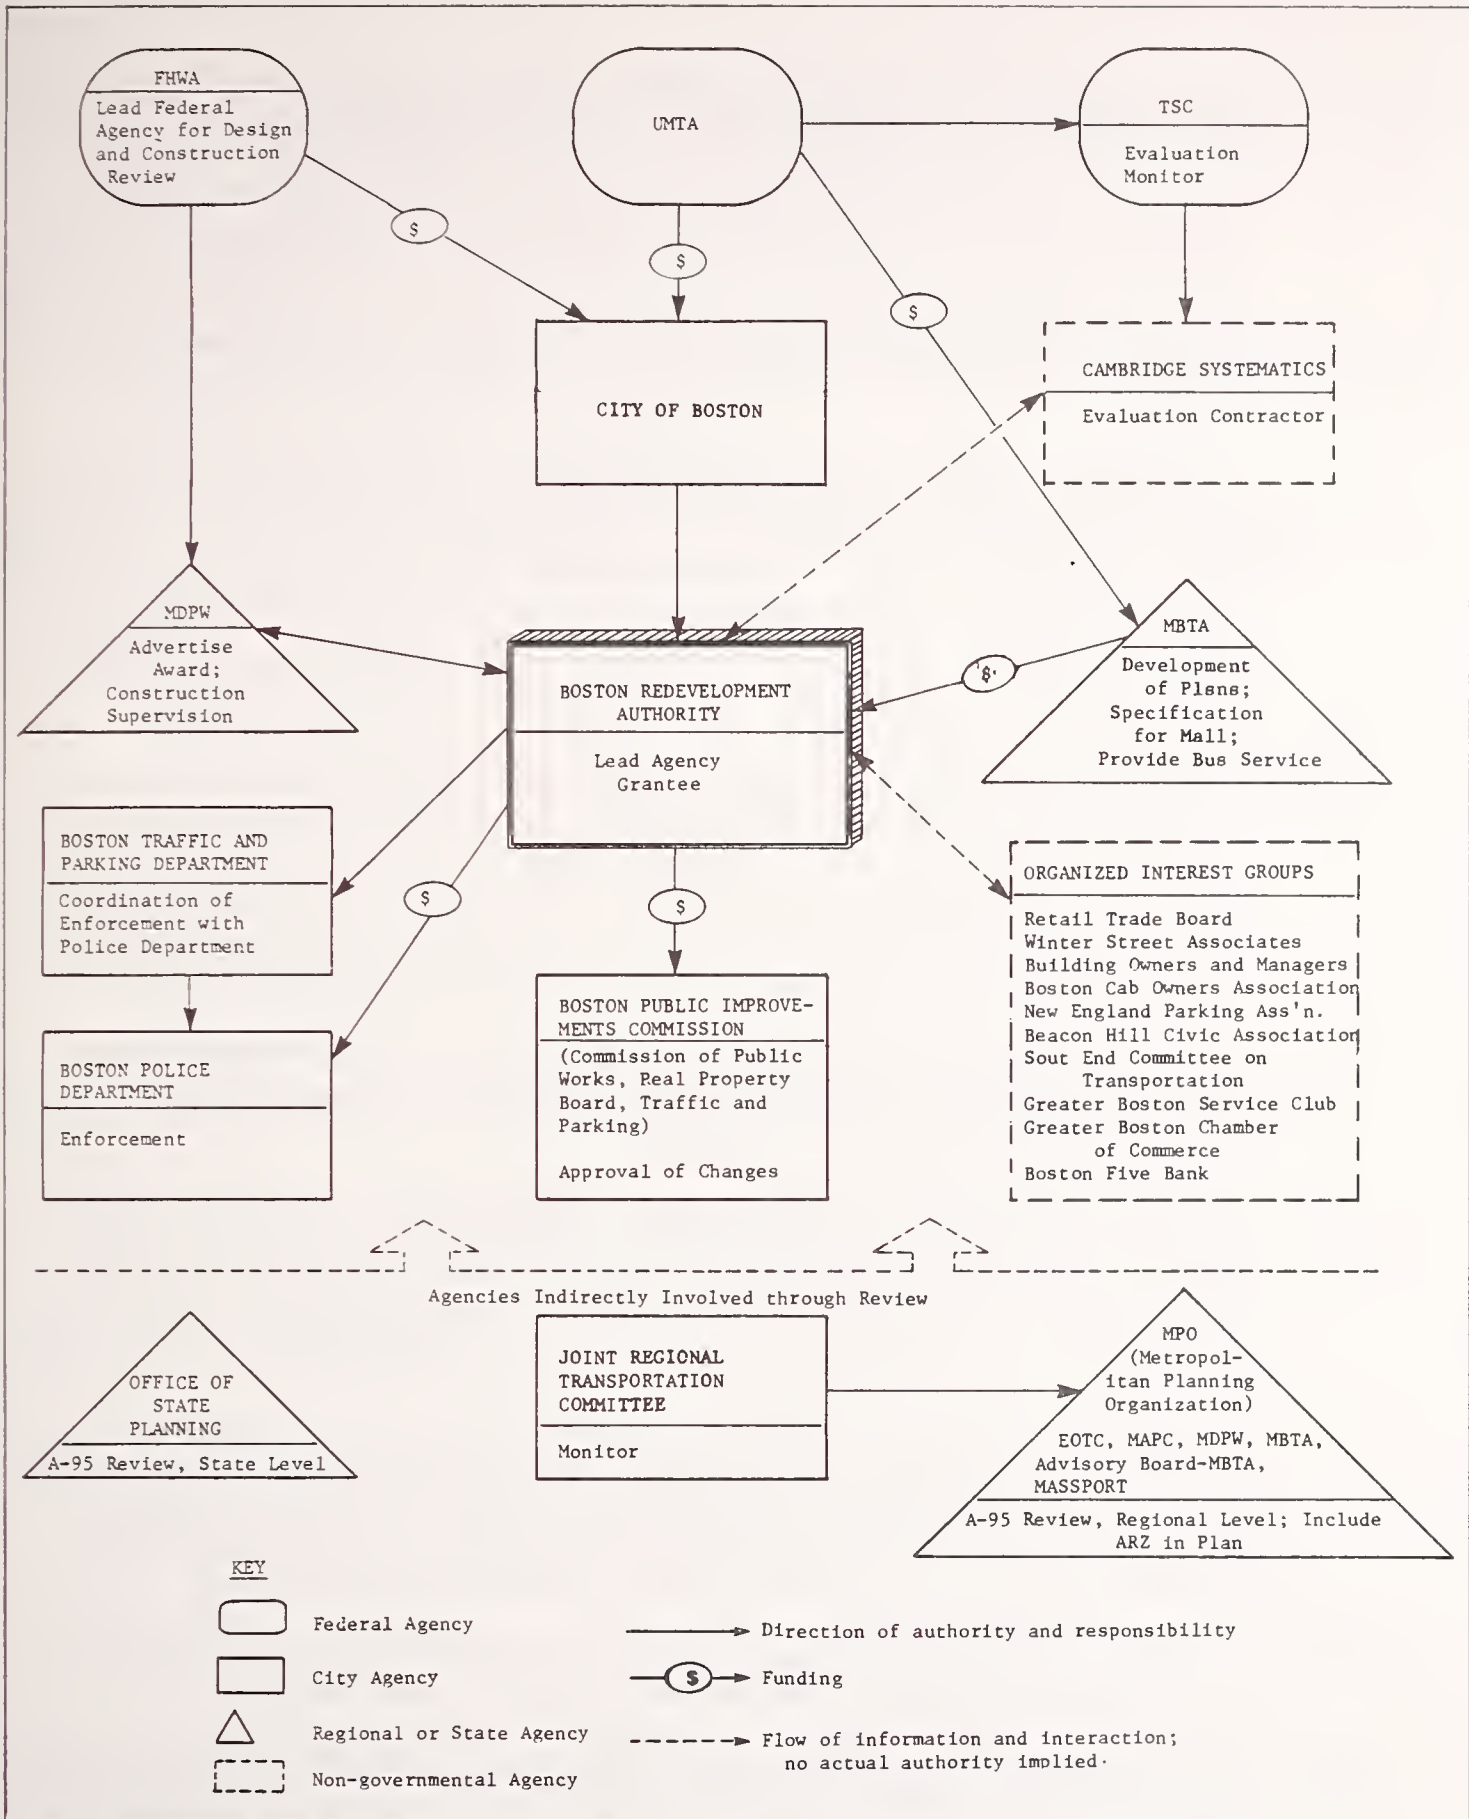 FHWA
Lead Federal
Agency for Design
and Construction
Review
UMTA
TSC
Evaluation
Monitor
$
$
$
CITY OF BOSTON
CAMBRIDGE SYSTEMATICS
Evaluation Contractor
MDPW
Advertise
Award;
Construction
Supervision
BOSTON REDEVELOPMENT
AUTHORITY
Lead Agency
Grantee
$
MBTA
Development
of Plans;
Specification
for Mall;
Provide Bus Service
BOSTON TRAFFIC AND
PARKING DEPARTMENT
Coordination of
Enforcement with
Police Department
$
$
BOSTON POLICE
DEPARTMENT
Enforcement
BOSTON PUBLIC IMPROVE-
MENTS COMMISSION
(Commission of Public
Works, Real Property
Board, Traffic and
Parking)
Approval of Changes
ORGANIZED INTEREST GROUPS
Retail Trade Board
Winter Street Associates
Building Owners and Managers
Boston Cab Owners Association
New England Parking Ass'n.
Beacon Hill Civic Association
Sout End Committee on
Transportation
Greater Boston Service Club
Greater Boston Chamber
of Commerce
Boston Five Bank
Agencies Indirectly Involved through Review
OFFICE OF
STATE
PLANNING
A-95 Review, State Level
JOINT REGIONAL
TRANSPORTATION
COMMITTEE
Monitor
MPO
(Metropol-
itan Planning
Organization)
EOTC, MAPC, MDPW, MBTA,
Advisory Board-MBTA,
MASSPORT
A-95 Review, Regional Level; Include
ARZ in Plan
KEY
Federal Agency
City Agency
Regional or State Agency
Non-governmental Agency
Direction of authority and responsibility
$ Funding
Flow of information and interaction;
no actual authority implied.